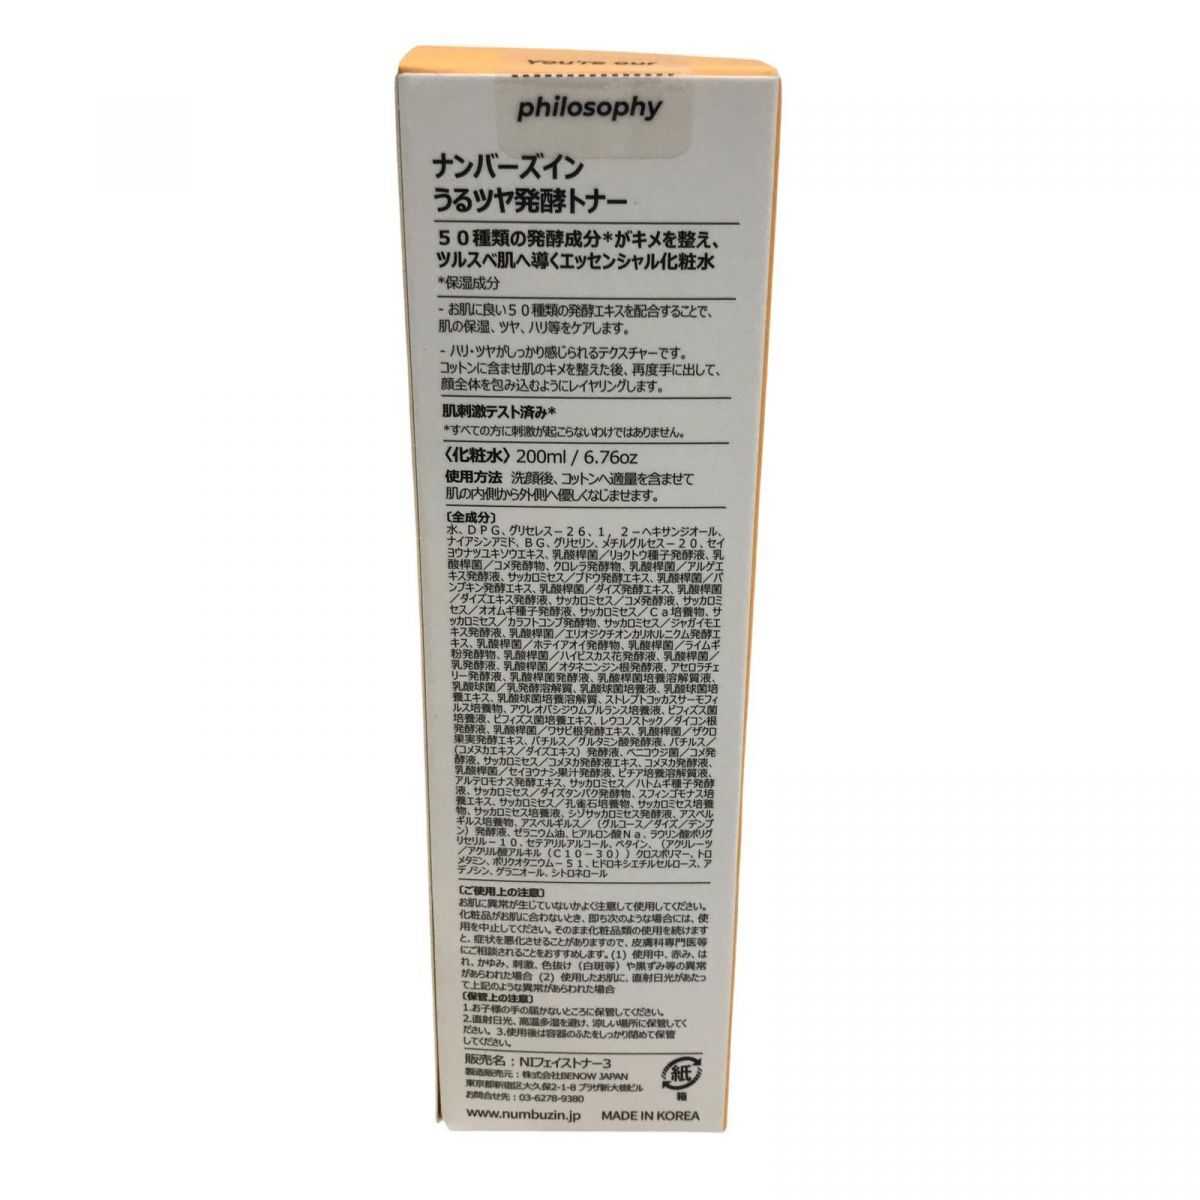 You're our
philosophy
ナンバーズイン
うるツヤ発酵トナー
５０種類の発酵成分*がキメを整え、
ツルスベ肌へ導くエッセンシャル化粧水
*保湿成分
- お肌に良い５０種類の発酵エキスを配合することで、
肌の保湿、ツヤ、ハリ等をケアします。
- ハリ・ツヤがしっかり感じられるテクスチャーです。
コットンに含ませ肌のキメを整えた後、再度手に出して、
顔全体を包み込むようにレイヤリングします。
肌刺激テスト済み*
*すべての方に刺激が起こらないわけではありません。
〈化粧水〉200ml / 6.76oz
使用方法 洗顔後、コットンへ適量を含ませて
肌の内側から外側へ優しくなじませます。
〔全成分〕
水、ＤＰＧ、グリセレス－２６、１，２－ヘキサンジオール、
ナイアシンアミド、ＢＧ、グリセリン、メチルグルセス－２０、セイ
ヨウナツユキソウエキス、乳酸桿菌／リョクトウ種子発酵液、乳
酸桿菌／コメ発酵物、クロレラ発酵物、乳酸桿菌／アルゲエ
キス発酵液、サッカロミセス／ブドウ発酵エキス、乳酸桿菌／パ
ンプキン発酵エキス、乳酸桿菌／ダイズ発酵エキス、乳酸桿菌
／ダイズエキス発酵液、サッカロミセス／コメ発酵液、サッカロミ
セス／オオムギ種子発酵液、サッカロミセス／Ｃａ培養物、サ
ッカロミセス／カラフトコンブ発酵物、サッカロミセス／ジャガイモエ
キス発酵液、乳酸桿菌／エリオジクチオンカリホルニクム発酵エ
キス、乳酸桿菌／ホテイアオイ発酵物、乳酸桿菌／ライムギ
粉発酵物、乳酸桿菌／ハイビスカス花発酵液、乳酸桿菌／
乳発酵液、乳酸桿菌／オタネニンジン根発酵液、アセロラチェ
リー発酵液、乳酸桿菌発酵液、乳酸桿菌培養溶解質液、
乳酸球菌／乳発酵溶解質、乳酸球菌培養液、乳酸球菌培
養エキス、乳酸球菌培養溶解質、ストレプトコッカスサーモフィ
ルス培養物、アウレオバシジウムプルランス培養液、ビフィズス菌
培養液、ビフィズス菌培養エキス、レウコノストック／ダイコン根
発酵液、乳酸桿菌／ワサビ根発酵エキス、乳酸桿菌／ザクロ
果実発酵エキス、バチルス／グルタミン酸発酵液、バチルス／
（コメヌカエキス／ダイズエキス）発酵液、ベニコウジ菌／コメ発
酵液、サッカロミセス／コメヌカ発酵液エキス、コメヌカ発酵液、
乳酸桿菌／セイヨウナシ果汁発酵液、ピチア培養溶解質液、
アルテロモナス発酵エキス、サッカロミセス／ハトムギ種子発酵
液、サッカロミセス／ダイズタンパク発酵物、スフィンゴモナス培
養エキス、サッカロミセス／孔雀石培養物、サッカロミセス培養
物、サッカロミセス培養液、シゾサッカロミセス発酵液、アスペル
ギルス培養物、アスペルギルス／（グルコース／ダイズ／デンプ
ン）発酵液、ゼラニウム油、ヒアルロン酸Ｎａ、ラウリン酸ポリグ
リセリル－１０、セテアリルアルコール、ベタイン、（アクリレーツ
／アクリル酸アルキル（Ｃ１０－３０））クロスポリマー、トロ
メタミン、ポリクオタニウム－５１、ヒドロキシエチルセルロース、ア
デノシン、ゲラニオール、シトロネロール
〔ご使用上の注意〕
お肌に異常が生じていないかよく注意して使用してください。
化粧品がお肌に合わないとき、即ち次のような場合には、使
用を中止してください。そのまま化粧品類の使用を続けます
と、症状を悪化させることがありますので、皮膚科専門医等
にご相談されることをおすすめします。(1) 使用中、赤み、は
れ、かゆみ、刺激、色抜け（白斑等）や黒ずみ等の異常
があらわれた場合 (2) 使用したお肌に、直射日光があたっ
て上記のような異常があらわれた場合
〔保管上の注意〕
1.お子様の手の届かないところに保管してください。
2.直射日光、高温多湿を避け、涼しい場所に保管してく
ださい。3.使用後は容器のふたをしっかり閉めて保管
してください。
販売名：NIフェイストナー3
製造販売元：株式会社BENOW JAPAN
東京都新宿区大久保2-1-8 プラザ新大樹ビル
お問合せ先：03-6278-9380
紙
箱
www.numbuzin.jp MADE IN KOREA